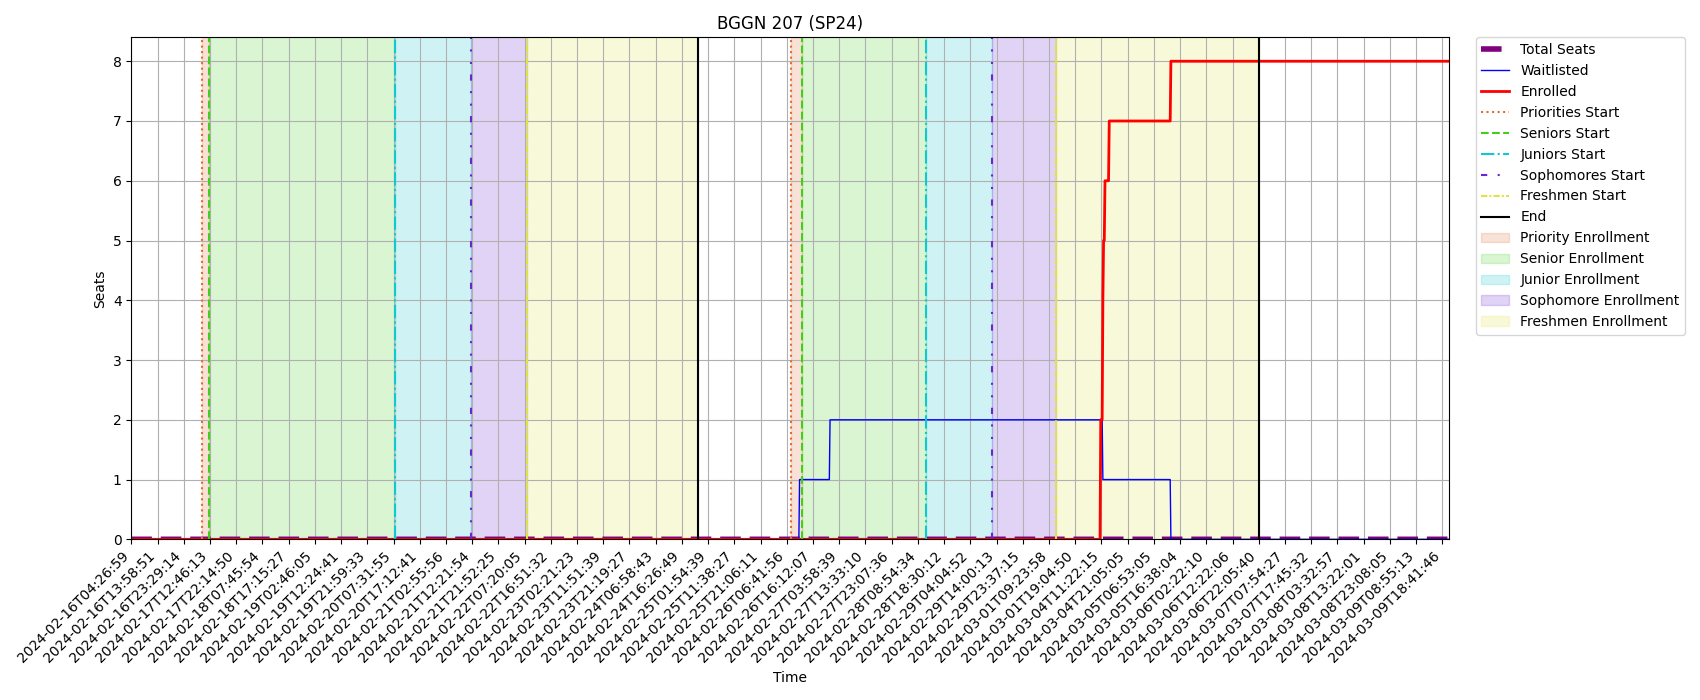 BGGN 207 (SP24)
Seats
8
7
6
5
4
3
2
1
0
2024-02-16T04:26:59
2024-02-16T13:58:51
2024-02-16T23:29:14
2024-02-17T12:46:13
2024-02-17T22:14:50
2024-02-18T07:45:54
2024-02-18T17:15:27
2024-02-19T02:46:05
2024-02-19T12:24:41
2024-02-19T21:59:33
2024-02-20T07:31:55
2024-02-20T17:12:41
2024-02-21T02:55:56
2024-02-21T12:21:54
2024-02-21T21:52:25
2024-02-22T07:20:05
2024-02-22T16:51:32
2024-02-23T02:21:23
2024-02-23T11:51:39
2024-02-23T21:19:27
2024-02-24T06:58:43
2024-02-24T16:26:49
2024-02-25T01:54:39
2024-02-25T11:38:27
2024-02-25T21:06:11
2024-02-26T06:41:56
2024-02-26T16:12:07
2024-02-27T03:58:39
2024-02-27T13:33:10
2024-02-27T23:07:36
2024-02-28T08:54:34
2024-02-28T18:30:12
2024-02-29T04:04:52
2024-02-29T14:00:13
2024-02-29T23:37:15
2024-03-01T09:23:58
2024-03-01T19:04:50
2024-03-04T11:22:15
2024-03-04T21:05:05
2024-03-05T06:53:05
2024-03-05T16:38:04
2024-03-06T02:22:10
2024-03-06T12:22:06
2024-03-06T22:05:40
2024-03-07T07:54:27
2024-03-07T17:45:32
2024-03-08T03:32:57
2024-03-08T13:22:01
2024-03-08T23:08:05
2024-03-09T08:55:13
2024-03-09T18:41:46
Time
Total Seats
Waitlisted
Enrolled
Priorities Start
Seniors Start
Juniors Start
Sophomores Start
Freshmen Start
End
Priority Enrollment
Senior Enrollment
Junior Enrollment
Sophomore Enrollment
Freshmen Enrollment